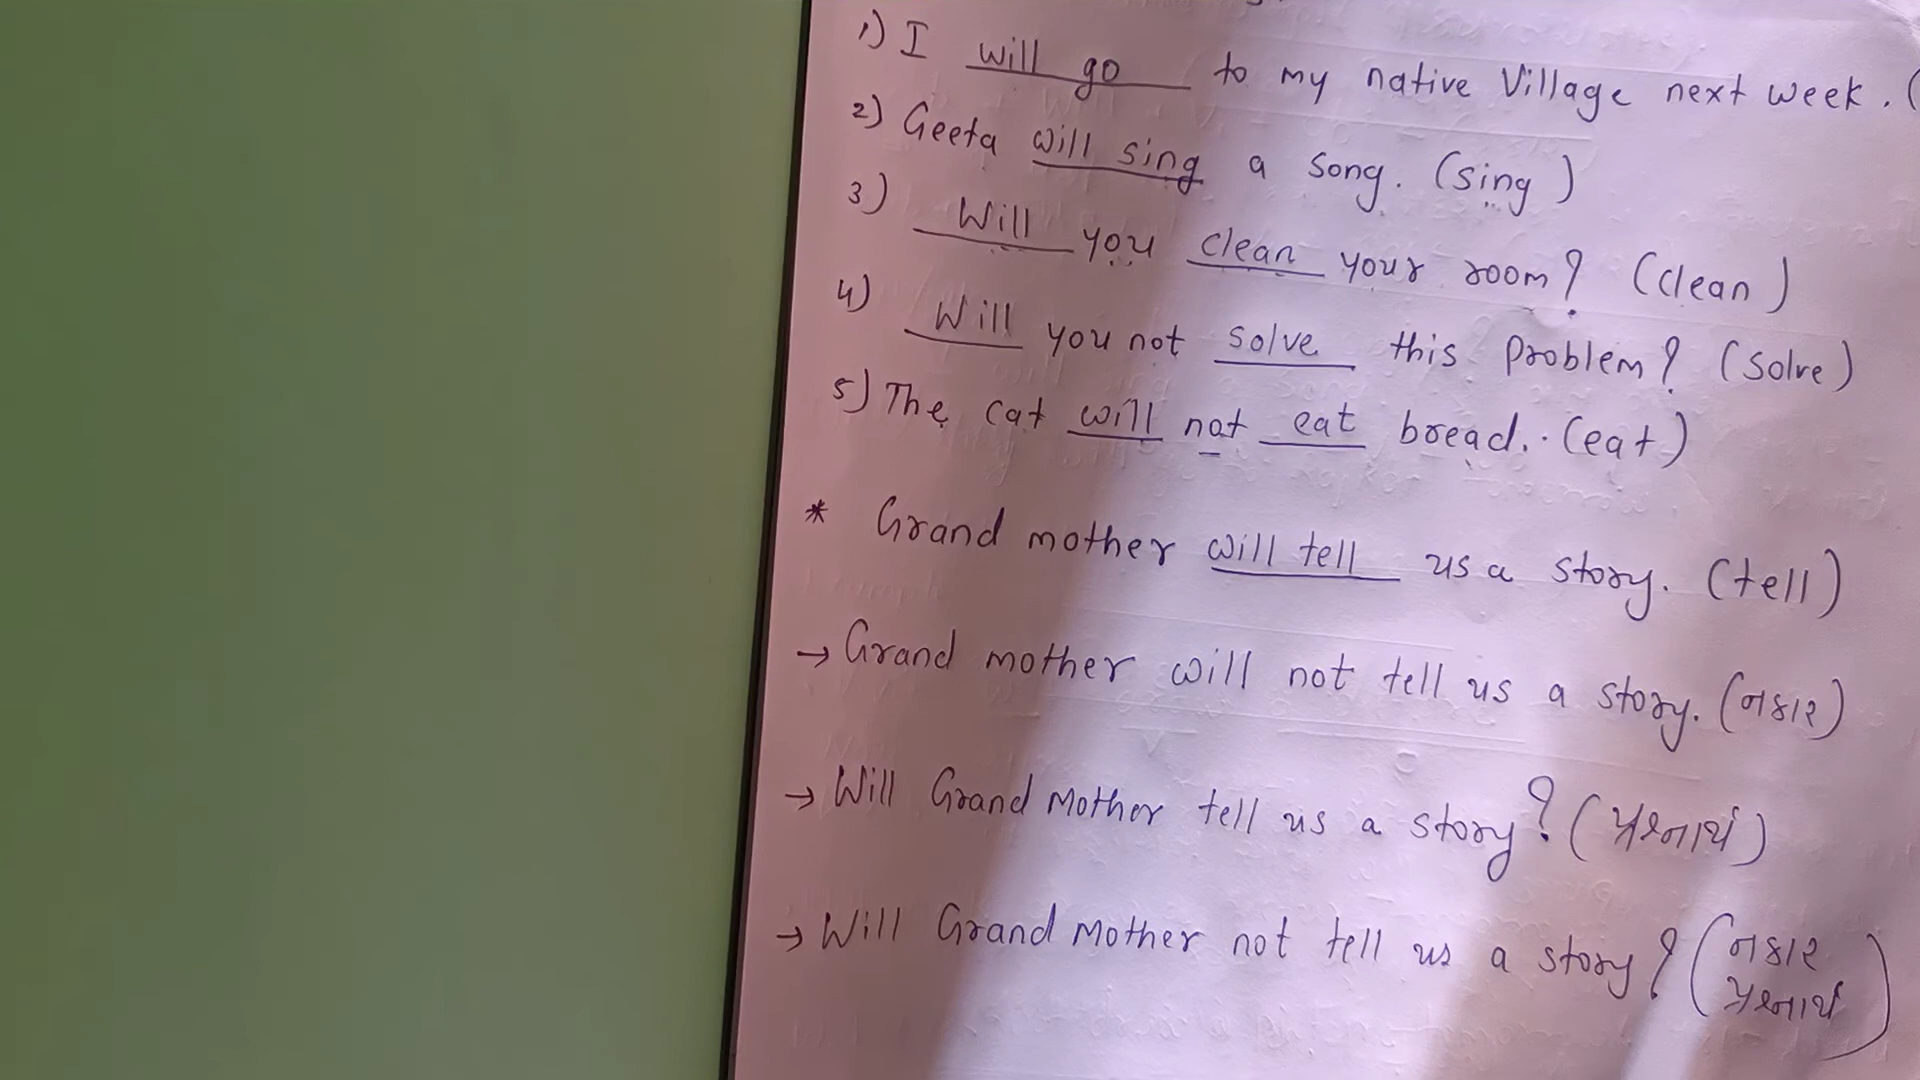 1) I will go to my native Village next week. (
2) Geeta will sing a song. (sing)
3) Will you clean your room? (clean)
4) Will you not solve this problem? (solve)
5) The cat will not eat bread. (eat)
* Grand mother will tell us a story. (tell)
→ Grand mother will not tell us a story. (નકાર)
→ Will Grand Mother tell us a story? (પ્રશ્નાર્થ)
→ Will Grand Mother not tell us a story? (નકાર
પ્રશ્નાર્થ)